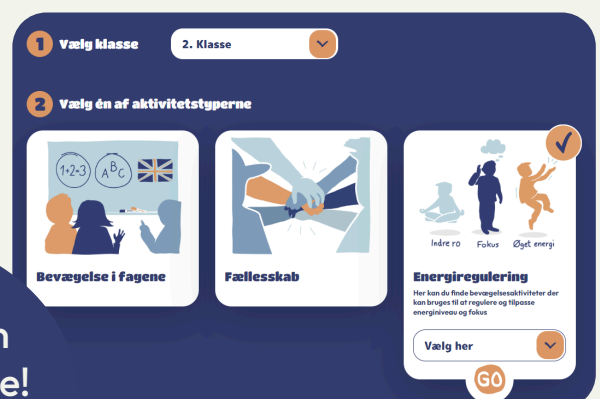 1 Vælg klasse
2. Klasse
2 Vælg én af aktivitetstyperne
1+2=3
ABC
Bevægelse i fagene
Fællesskab
Indre ro
Fokus
Øget energi
Energiregulering
Her kan du finde bevægelsesaktiviteter der
kan bruges til at regulere og tilpasse
energiniveau og fokus
Vælg her
GO
n
e!